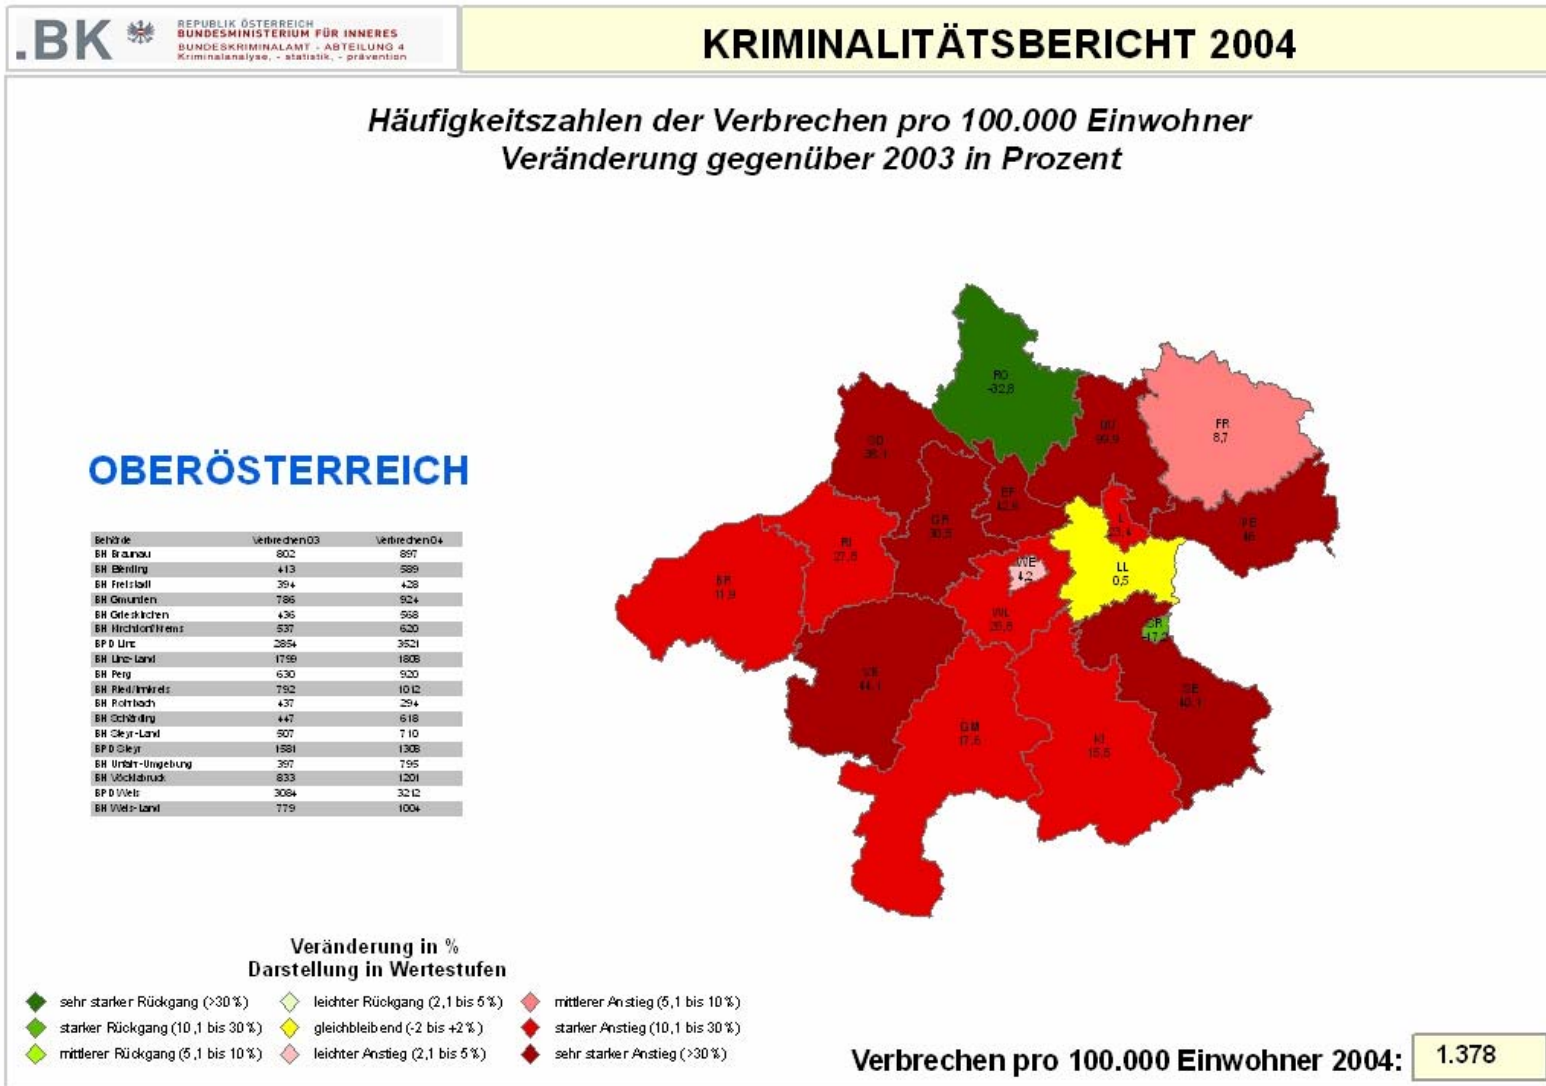 .BK
REPUBLIK ÖSTERREICH
BUNDESMINISTERIUM FÜR INNERES
BUNDESKRIMINALAMT - ABTEILUNG 4
Kriminalanalyse, - statistik, - prävention
KRIMINALITÄTSBERICHT 2004
Häufigkeitszahlen der Verbrechen pro 100.000 Einwohner
Veränderung gegenüber 2003 in Prozent
OBERÖSTERREICH
Behörde Verbrechen03 Verbrechen04
BH Braunau 802 897
BH Eferding 413 589
BH Freistadt 394 428
BH Gmunden 786 924
BH Grieskirchen 436 568
BH Kirchdorf/Krems 537 620
BPD Linz 2854 3521
BH Linz-Land 1799 1808
BH Perg 630 920
BH Ried/Innkreis 792 1012
BH Rohrbach 437 294
BH Schärding 447 618
BH Steyr-Land 507 710
BPD Steyr 1581 1308
BH Urfahr-Umgebung 397 795
BH Vöcklabruck 833 1201
BPD Wels 3084 3212
BH Wels-Land 779 1004
RO
-32,8
FR
8,7
UU
SD
EF
GR
L
PE
46
RI
27,8
WE
4,2
LL
0,5
BR
11,9
WL
SR
VB
44,1
SE
40,1
GM
17,6
KI
15,5
Veränderung in %
Darstellung in Wertestufen
sehr starker Rückgang (>30%)
starker Rückgang (10,1 bis 30%)
mittlerer Rückgang (5,1 bis 10%)
leichter Rückgang (2,1 bis 5%)
gleichbleibend (-2 bis +2%)
leichter Anstieg (2,1 bis 5%)
mittlerer Anstieg (5,1 bis 10%)
starker Anstieg (10,1 bis 30%)
sehr starker Anstieg (>30%)
Verbrechen pro 100.000 Einwohner 2004: 1.378